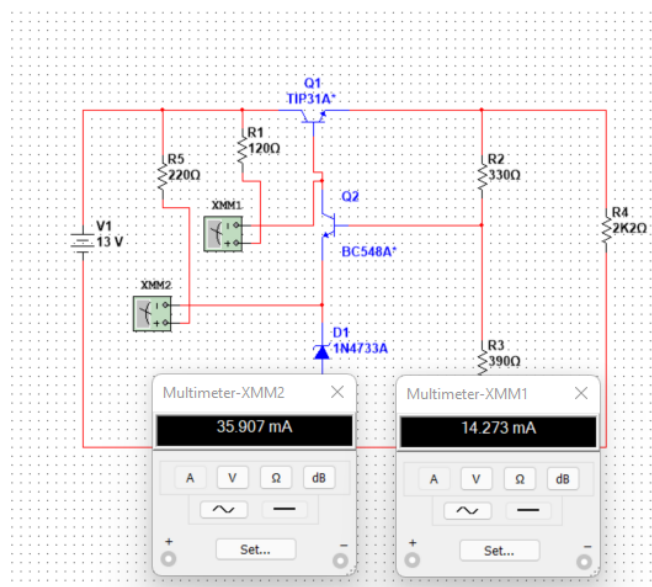 Q1
TIP31A*
R1
120Ω
R5
220Ω
R2
330Ω
Q2
XMM1
R4
2K2Ω
V1
13 V
BC548A*
XMM2
D1
1N4733A
R3
390Ω
Multimeter-XMM2
35.907 mA
A V Ω dB
+ Set... −
Multimeter-XMM1
14.273 mA
A V Ω dB
+ Set... −